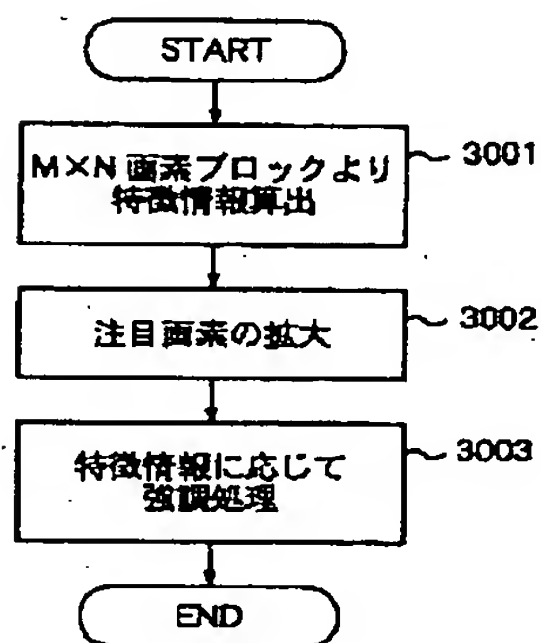 START
M×N 画素ブロックより
特徴情報算出
3001
注目画素の拡大
3002
特徴情報に応じて
強調処理
3003
END